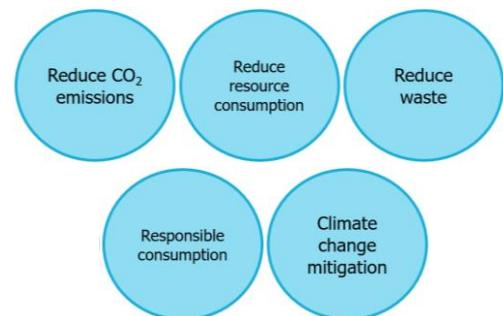 Reduce CO₂
emissions
Reduce
resource
consumption
Reduce
waste
Responsible
consumption
Climate
change
mitigation